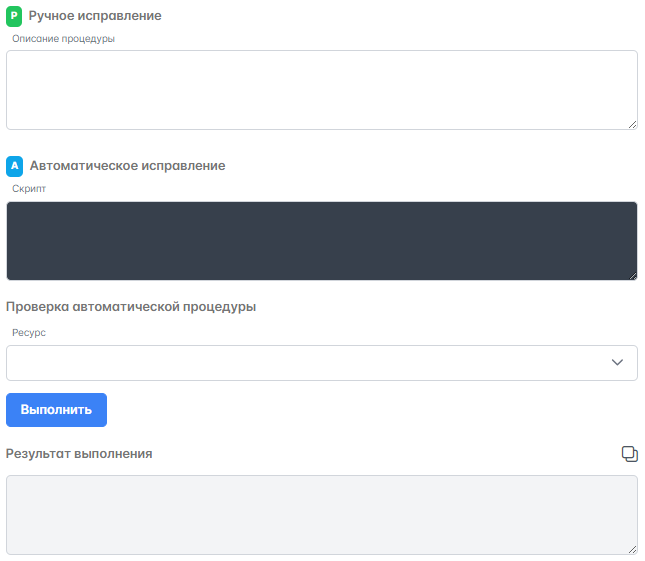 Р Ручное исправление
Описание процедуры
А Автоматическое исправление
Скрипт
Проверка автоматической процедуры
Ресурс
Выполнить
Результат выполнения